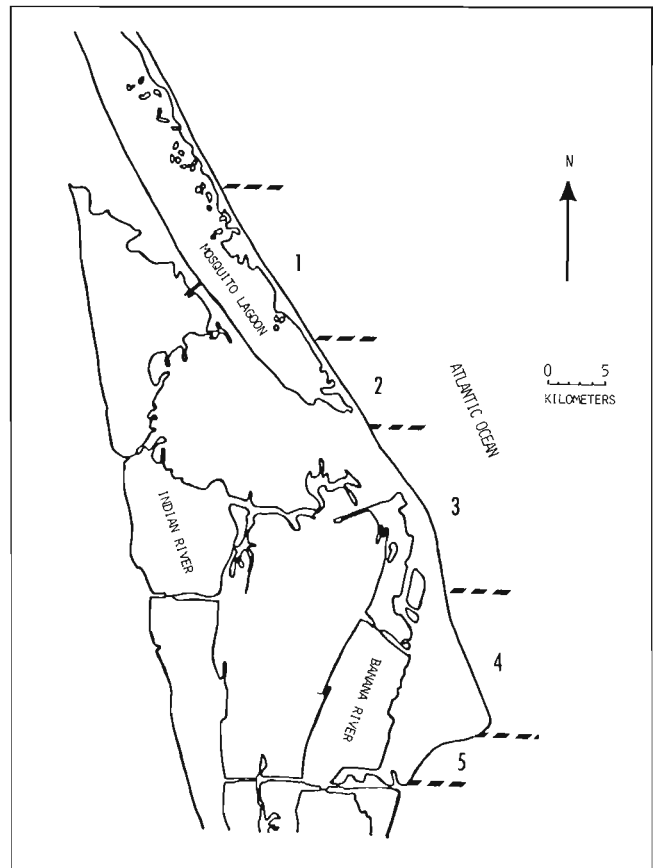 N
1
MOSQUITO LAGOON
2
ATLANTIC OCEAN
0 5
KILOMETERS
3
INDIAN RIVER
4
BANANA RIVER
5